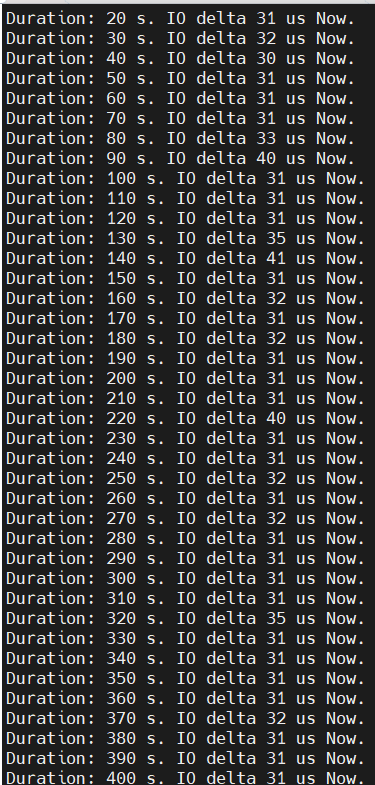 Duration: 20 s. IO delta 31 us Now.
Duration: 30 s. IO delta 32 us Now.
Duration: 40 s. IO delta 30 us Now.
Duration: 50 s. IO delta 31 us Now.
Duration: 60 s. IO delta 31 us Now.
Duration: 70 s. IO delta 31 us Now.
Duration: 80 s. IO delta 33 us Now.
Duration: 90 s. IO delta 40 us Now.
Duration: 100 s. IO delta 31 us Now.
Duration: 110 s. IO delta 31 us Now.
Duration: 120 s. IO delta 31 us Now.
Duration: 130 s. IO delta 35 us Now.
Duration: 140 s. IO delta 41 us Now.
Duration: 150 s. IO delta 31 us Now.
Duration: 160 s. IO delta 32 us Now.
Duration: 170 s. IO delta 31 us Now.
Duration: 180 s. IO delta 32 us Now.
Duration: 190 s. IO delta 31 us Now.
Duration: 200 s. IO delta 31 us Now.
Duration: 210 s. IO delta 31 us Now.
Duration: 220 s. IO delta 40 us Now.
Duration: 230 s. IO delta 31 us Now.
Duration: 240 s. IO delta 31 us Now.
Duration: 250 s. IO delta 32 us Now.
Duration: 260 s. IO delta 31 us Now.
Duration: 270 s. IO delta 32 us Now.
Duration: 280 s. IO delta 31 us Now.
Duration: 290 s. IO delta 31 us Now.
Duration: 300 s. IO delta 31 us Now.
Duration: 310 s. IO delta 31 us Now.
Duration: 320 s. IO delta 35 us Now.
Duration: 330 s. IO delta 31 us Now.
Duration: 340 s. IO delta 31 us Now.
Duration: 350 s. IO delta 31 us Now.
Duration: 360 s. IO delta 31 us Now.
Duration: 370 s. IO delta 32 us Now.
Duration: 380 s. IO delta 31 us Now.
Duration: 390 s. IO delta 31 us Now.
Duration: 400 s. IO delta 31 us Now.